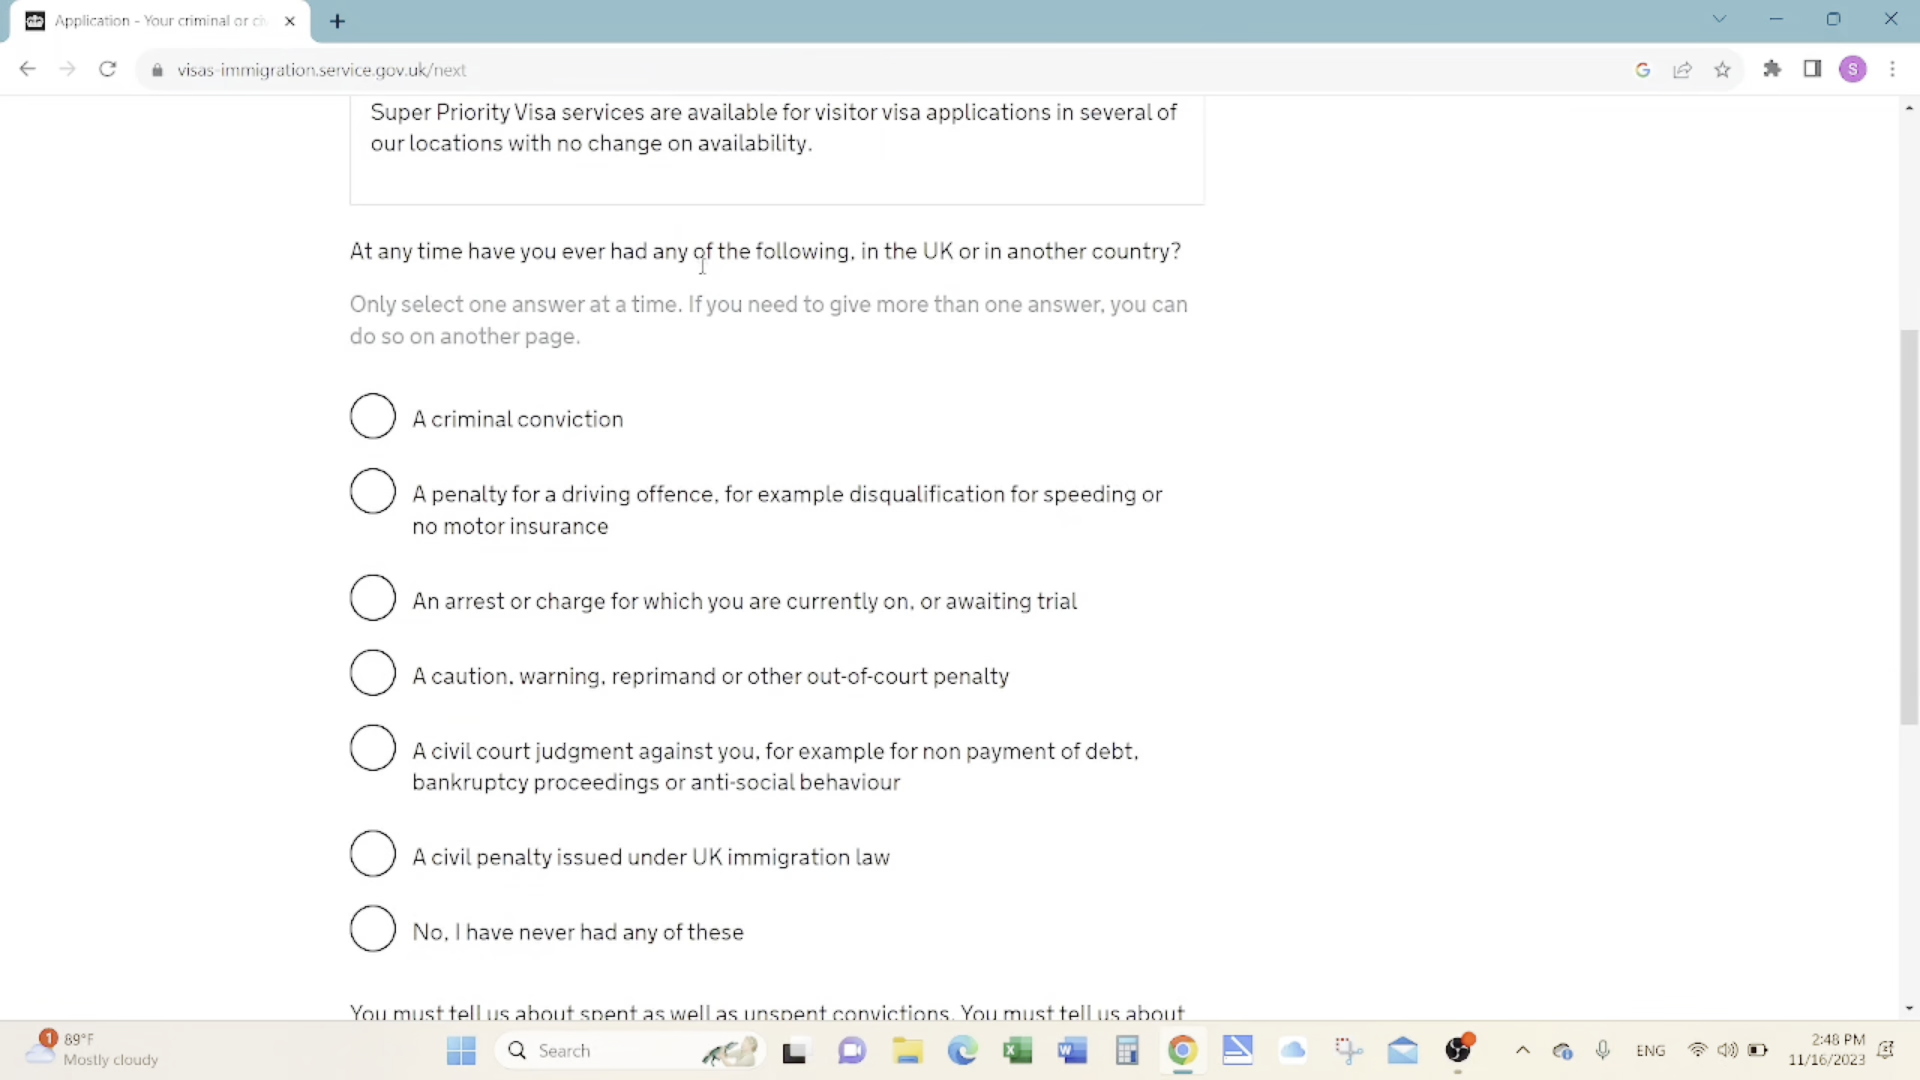 Application - Your criminal or ci
visas-immigration.service.gov.uk/next
S
Super Priority Visa services are available for visitor visa applications in several of
our locations with no change on availability.
At any time have you ever had any of the following, in the UK or in another country?
Only select one answer at a time. If you need to give more than one answer, you can
do so on another page.
A criminal conviction
A penalty for a driving offence, for example disqualification for speeding or
no motor insurance
An arrest or charge for which you are currently on, or awaiting trial
A caution, warning, reprimand or other out-of-court penalty
A civil court judgment against you, for example for non payment of debt,
bankruptcy proceedings or anti-social behaviour
A civil penalty issued under UK immigration law
No, I have never had any of these
You must tell us about spent as well as unspent convictions. You must tell us about
1
89°F
Mostly cloudy
Search
ENG
2:48 PM
11/16/2023